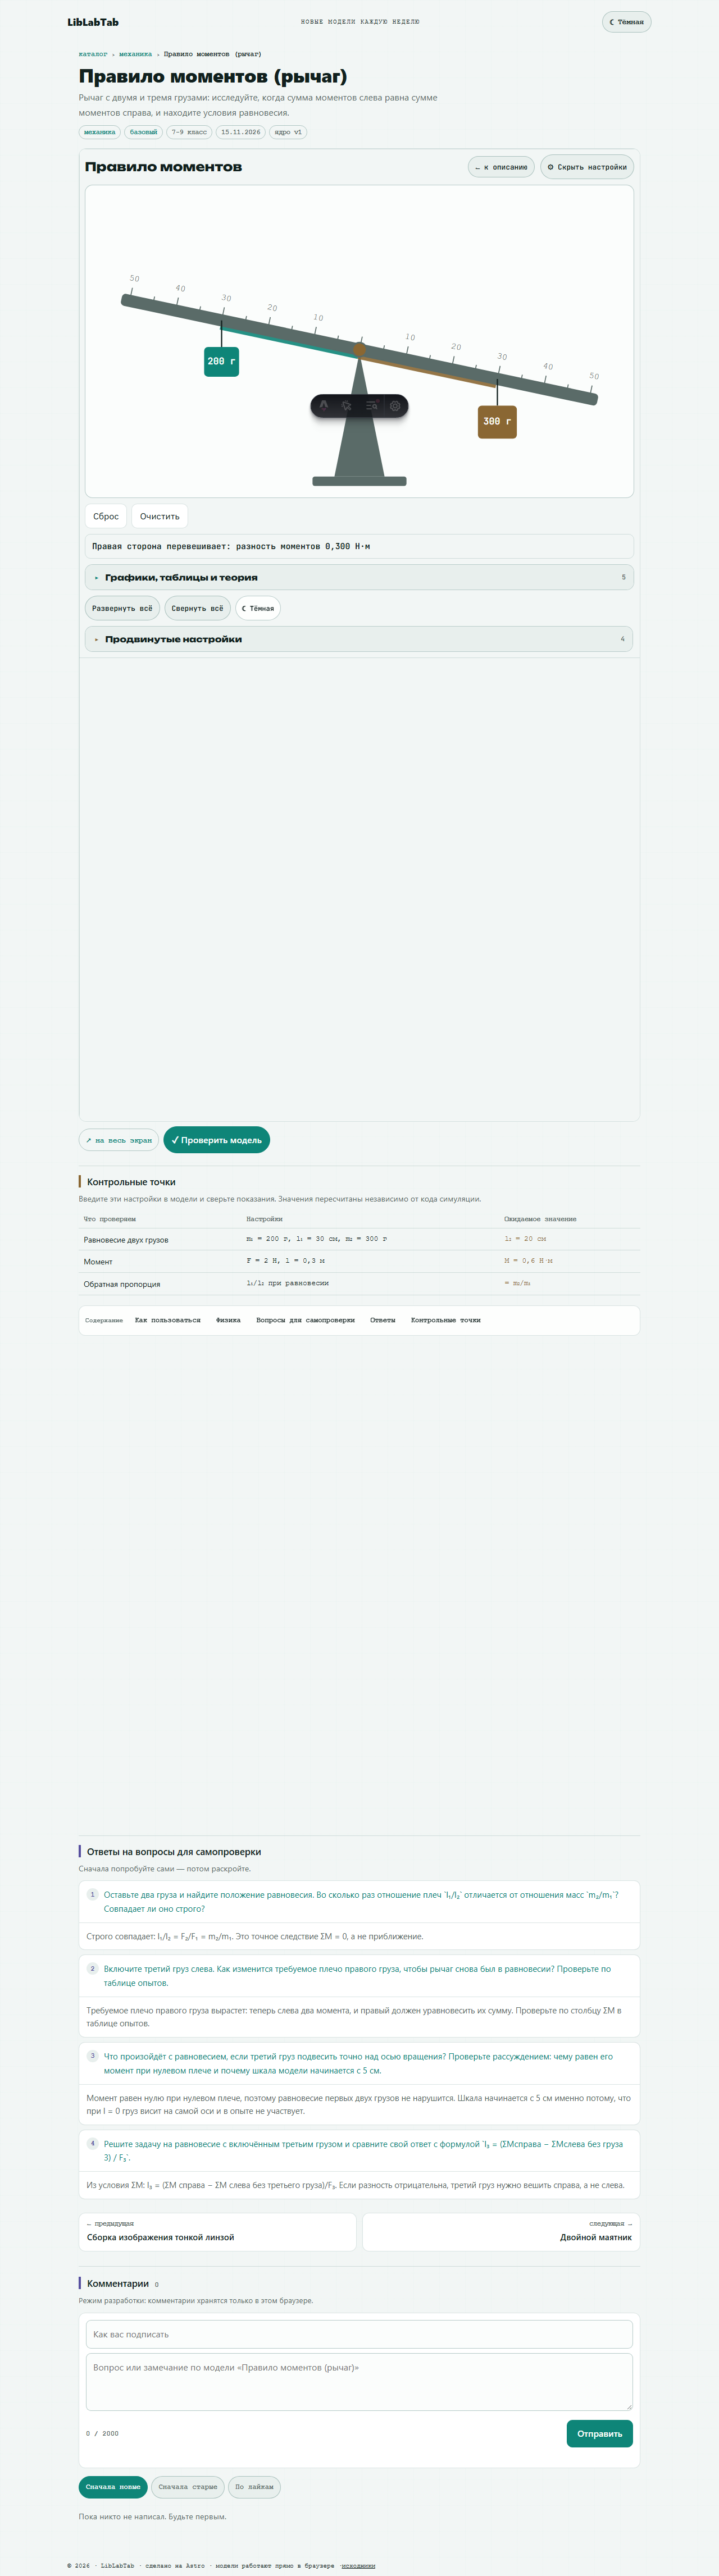 LibLabTab
НОВЫЕ МОДЕЛИ КАЖДУЮ НЕДЕЛЮ
☾ Тёмная
каталог › механика › Правило моментов (рычаг)
Правило моментов (рычаг)
Рычаг с двумя и тремя грузами: исследуйте, когда сумма моментов слева равна сумме
моментов справа, и находите условия равновесия.
механика
базовый
7–9 класс
15.11.2026
ядро v1
Правило моментов
← к описанию
⚙ Скрыть настройки
50
40
30
20
10
10
20
30
40
50
200 г
300 г
Сброс
Очистить
Правая сторона перевешивает: разность моментов 0,300 Н·м
▸ Графики, таблицы и теория
5
Развернуть всё
Свернуть всё
☾ Тёмная
▸ Продвинутые настройки
4
↗ на весь экран
✓ Проверить модель
Контрольные точки
Введите эти настройки в модели и сверьте показания. Значения пересчитаны независимо от кода симуляции.
Что проверяем
Настройки
Ожидаемое значение
Равновесие двух грузов
m₁ = 200 г, l₁ = 30 см, m₂ = 300 г
l₂ = 20 см
Момент
F = 2 Н, l = 0,3 м
M = 0,6 Н·м
Обратная пропорция
l₁/l₂ при равновесии
= m₂/m₁
Содержание
Как пользоваться
Физика
Вопросы для самопроверки
Ответы
Контрольные точки
Ответы на вопросы для самопроверки
Сначала попробуйте сами — потом раскройте.
1 Оставьте два груза и найдите положение равновесия. Во сколько раз отношение плеч `l₁/l₂` отличается от отношения масс `m₂/m₁`?
Совпадает ли оно строго?
Строго совпадает: l₁/l₂ = F₂/F₁ = m₂/m₁. Это точное следствие ΣM = 0, а не приближение.
2 Включите третий груз слева. Как изменится требуемое плечо правого груза, чтобы рычаг снова был в равновесии? Проверьте по
таблице опытов.
Требуемое плечо правого груза вырастет: теперь слева два момента, и правый должен уравновесить их сумму. Проверьте по столбцу ΣM в
таблице опытов.
3 Что произойдёт с равновесием, если третий груз подвесить точно над осью вращения? Проверьте рассуждением: чему равен его
момент при нулевом плече и почему шкала модели начинается с 5 см.
Момент равен нулю при нулевом плече, поэтому равновесие первых двух грузов не нарушится. Шкала начинается с 5 см именно потому, что
при l = 0 груз висит на самой оси и в опыте не участвует.
4 Решите задачу на равновесие с включённым третьим грузом и сравните свой ответ с формулой `l₃ = (ΣMсправа − ΣMслева без груза
3) / F₃`.
Из условия ΣM: l₃ = (ΣM справа − ΣM слева без третьего груза)/F₃. Если разность отрицательна, третий груз нужно вешить справа, а не слева.
← предыдущая
Сборка изображения тонкой линзой
следующая →
Двойной маятник
Комментарии 0
Режим разработки: комментарии хранятся только в этом браузере.
Как вас подписать
Вопрос или замечание по модели «Правило моментов (рычаг)»
0 / 2000
Отправить
Сначала новые
Сначала старые
По лайкам
Пока никто не написал. Будьте первым.
© 2026 · LibLabTab · сделано на Astro · модели работают прямо в браузере ·исходники